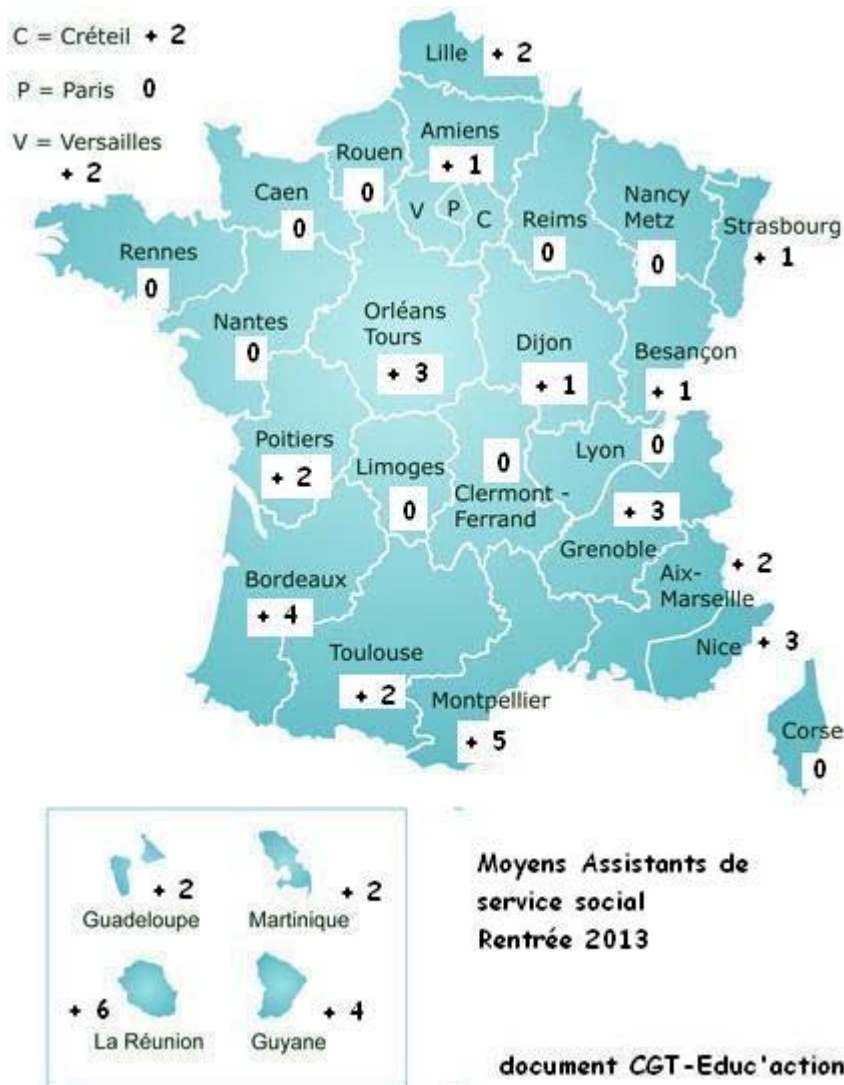 C = Créteil + 2
P = Paris 0
V = Versailles
+ 2
Lille + 2
Amiens
+ 1
Rouen
0
Caen
0
V P C
Reims
0
Nancy
Metz
0
Strasbourg
+ 1
Rennes
0
Nantes
0
Orléans
Tours
+ 3
Dijon
+ 1
Besançon
+ 1
Poitiers
+ 2
Limoges
0
0
Clermont -
Ferrand
Lyon 0
+ 3
Grenoble
Aix-
Marseille
+ 2
Bordeaux
+ 4
Toulouse
+ 2
Nice + 3
Montpellier
+ 5
Corse
0
+ 2
Guadeloupe
+ 2
Martinique
+ 6
La Réunion
+ 4
Guyane
Moyens Assistants de
service social
Rentrée 2013
document CGT-Educ'action